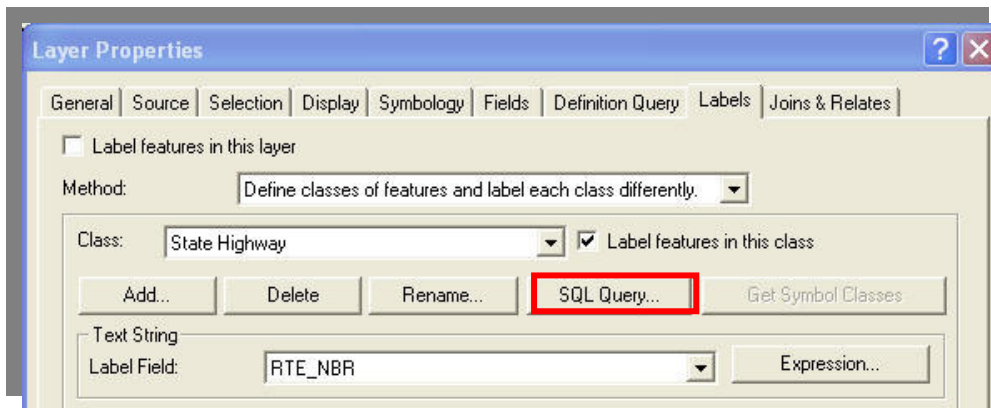 Layer Properties
General Source Selection Display Symbology Fields Definition Query Labels Joins & Relates
Label features in this layer
Method: Define classes of features and label each class differently.
Class: State Highway Label features in this class
Add... Delete Rename... SQL Query... Get Symbol Classes
Text String
Label Field: RTE_NBR Expression...